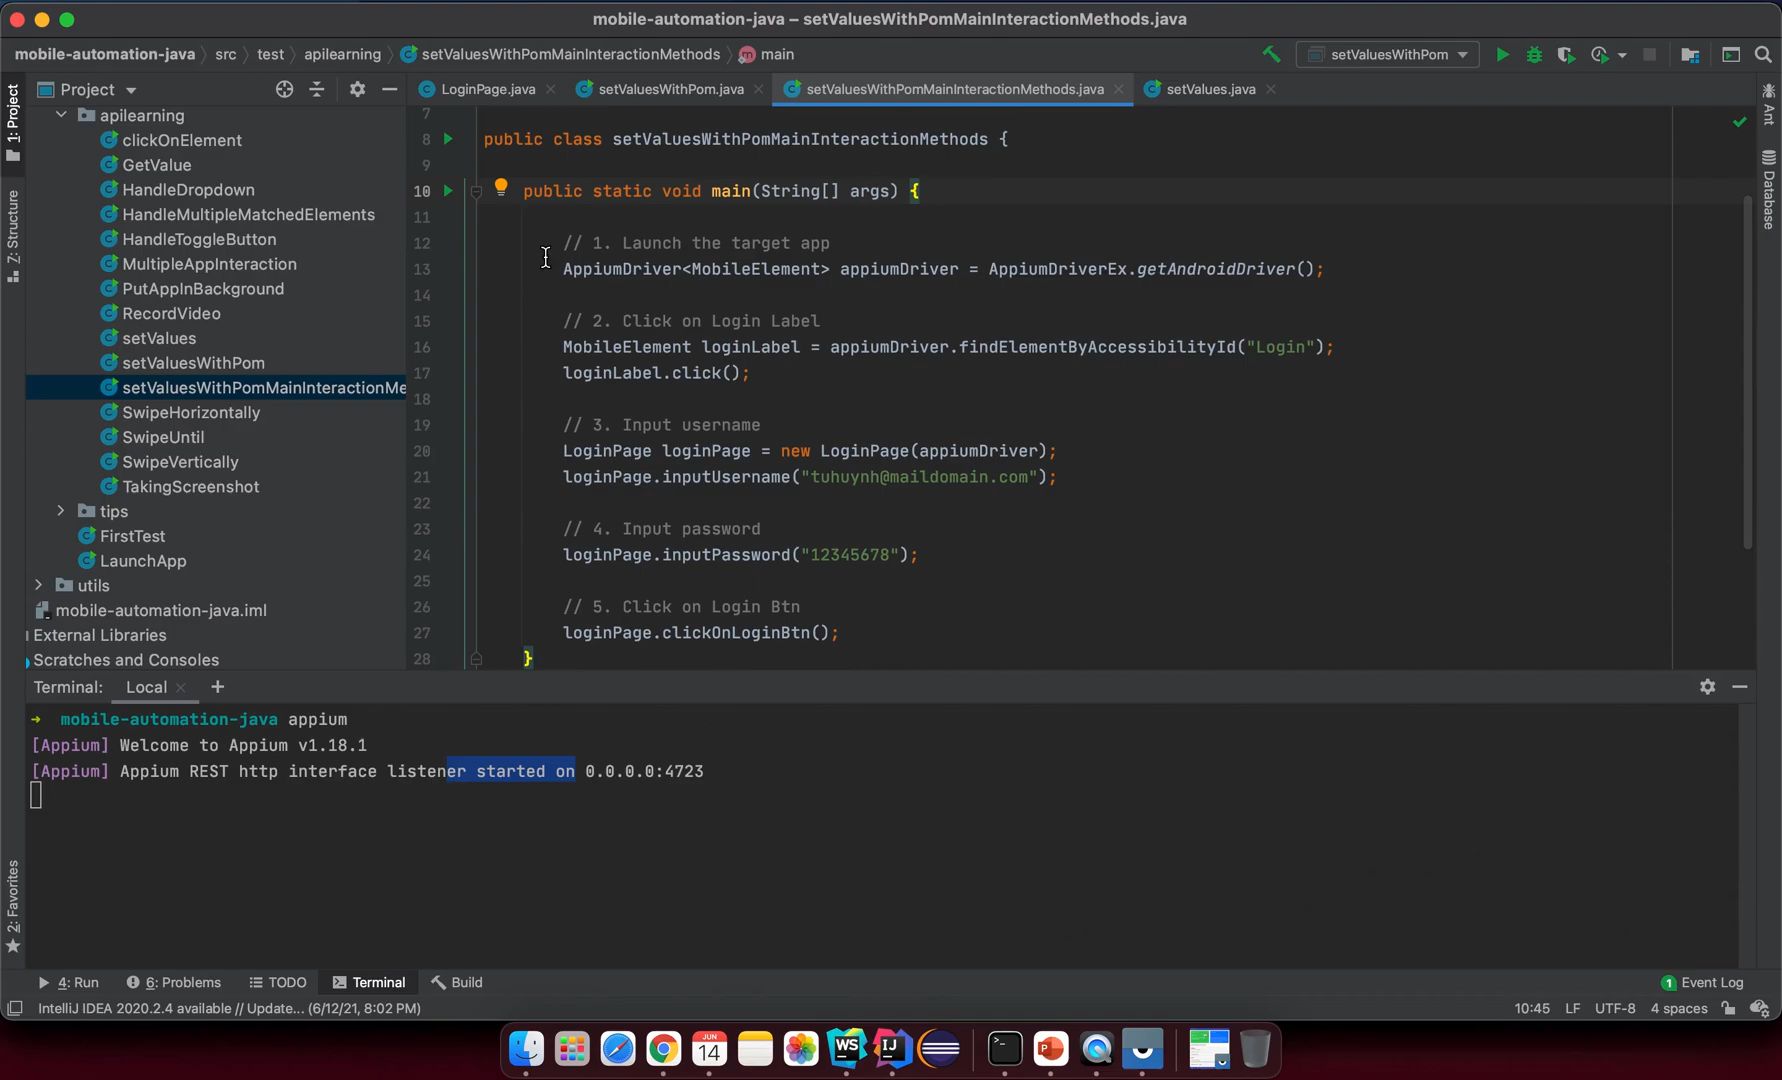 mobile-automation-java – setValuesWithPomMainInteractionMethods.java
mobile-automation-java src test apilearning setValuesWithPomMainInteractionMethods main
setValuesWithPom
Project
LoginPage.java setValuesWithPom.java setValuesWithPomMainInteractionMethods.java setValues.java
1: Project
7: Structure
2: Favorites
apilearning
clickOnElement
GetValue
HandleDropdown
HandleMultipleMatchedElements
HandleToggleButton
MultipleAppInteraction
PutAppInBackground
RecordVideo
setValues
setValuesWithPom
setValuesWithPomMainInteractionMe
SwipeHorizontally
SwipeUntil
SwipeVertically
TakingScreenshot
tips
FirstTest
LaunchApp
utils
mobile-automation-java.iml
External Libraries
Scratches and Consoles
7
8 public class setValuesWithPomMainInteractionMethods {
9
10 public static void main(String[] args) {
11
12 // 1. Launch the target app
13 AppiumDriver<MobileElement> appiumDriver = AppiumDriverEx.getAndroidDriver();
14
15 // 2. Click on Login Label
16 MobileElement loginLabel = appiumDriver.findElementByAccessibilityId("Login");
17 loginLabel.click();
18
19 // 3. Input username
20 LoginPage loginPage = new LoginPage(appiumDriver);
21 loginPage.inputUsername("tuhuynh@maildomain.com");
22
23 // 4. Input password
24 loginPage.inputPassword("12345678");
25
26 // 5. Click on Login Btn
27 loginPage.clickOnLoginBtn();
28 }
Ant
Database
Terminal: Local +
→ mobile-automation-java appium
[Appium] Welcome to Appium v1.18.1
[Appium] Appium REST http interface listener started on 0.0.0.0:4723
4: Run 6: Problems TODO Terminal Build 1 Event Log
IntelliJ IDEA 2020.2.4 available // Update... (6/12/21, 8:02 PM) 10:45 LF UTF-8 4 spaces
JUN
14
WS
IJ
P